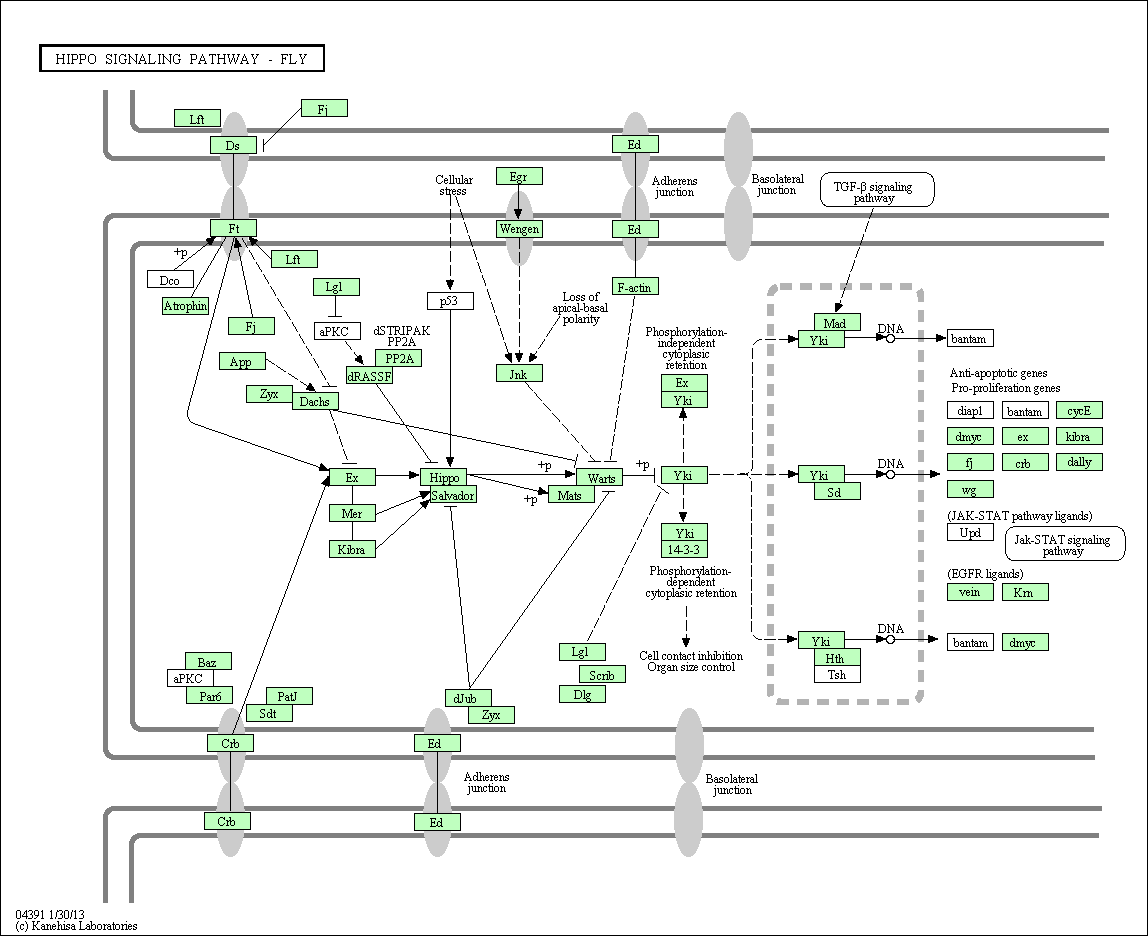 HIPPO SIGNALING PATHWAY - FLY
Lft
Fj
Ds
Ed
Cellular
stress
Egr
Adherens
junction
Basolateral
junction
TGF-β signaling
pathway
Ft
Wengen
Ed
+p
Lft
Dco
Atrophin
Lgl
F-actin
p53
Loss of
apical-basal
polarity
Fj
aPKC
dSTRIPAK
PP2A
PP2A
dRASSF
App
Zyx
Dachs
Jnk
Phosphorylation-
independent
cytoplasic
retention
Ex
Yki
Mad
Yki
DNA
bantam
Anti-apoptotic genes
Pro-proliferation genes
diap1
bantam
cycE
dmyc
ex
kibra
fj
crb
dally
wg
Ex
Hippo
Salvador
+p
+p
Warts
Mats
+p
Yki
Yki
Sd
DNA
Mer
Kibra
(JAK-STAT pathway ligands)
Upd
Jak-STAT signaling
pathway
Yki
14-3-3
Phosphorylation-
dependent
cytoplasic retention
(EGFR ligands)
vein
Krn
Cell contact inhibition
Organ size control
Yki
Hth
Tsh
DNA
bantam
dmyc
Lgl
Scrib
Dlg
Baz
aPKC
Par6
PatJ
Sdt
dJub
Zyx
Crb
Ed
Adherens
junction
Basolateral
junction
Crb
Ed
04391 1/30/13
(c) Kanehisa Laboratories